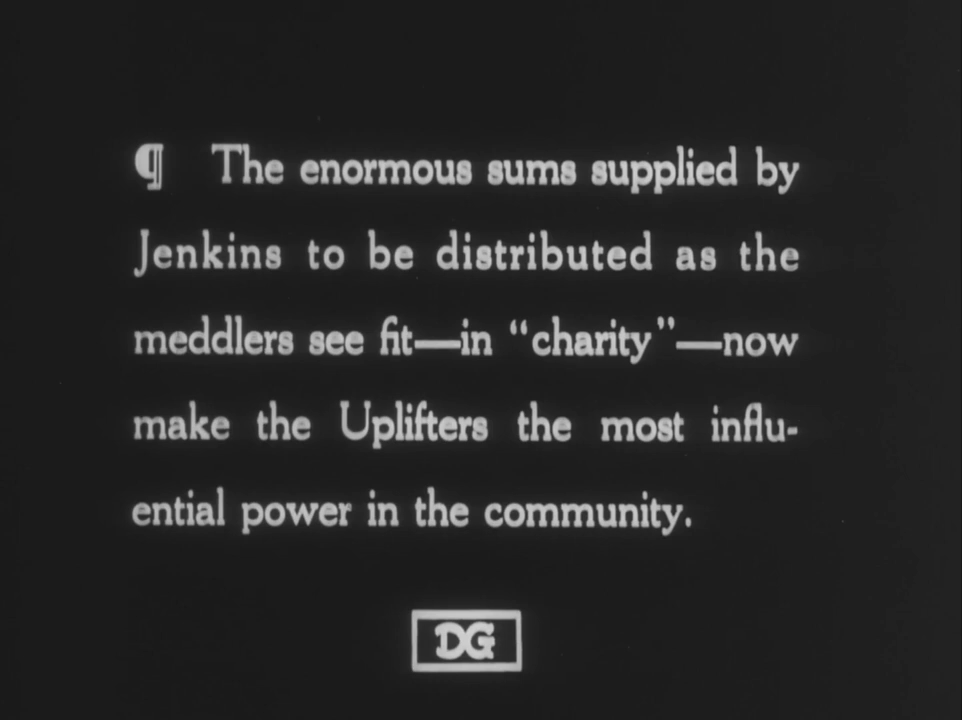 ¶ The enormous sums supplied by
Jenkins to be distributed as the
meddlers see fit—in “charity”—now
make the Uplifters the most influ-
ential power in the community.
DG